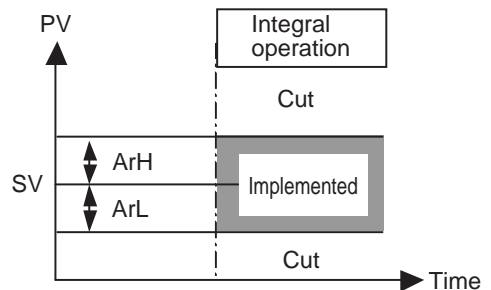 PV
Integral
operation
Cut
ArH
SV
Implemented
ArL
Cut
Time